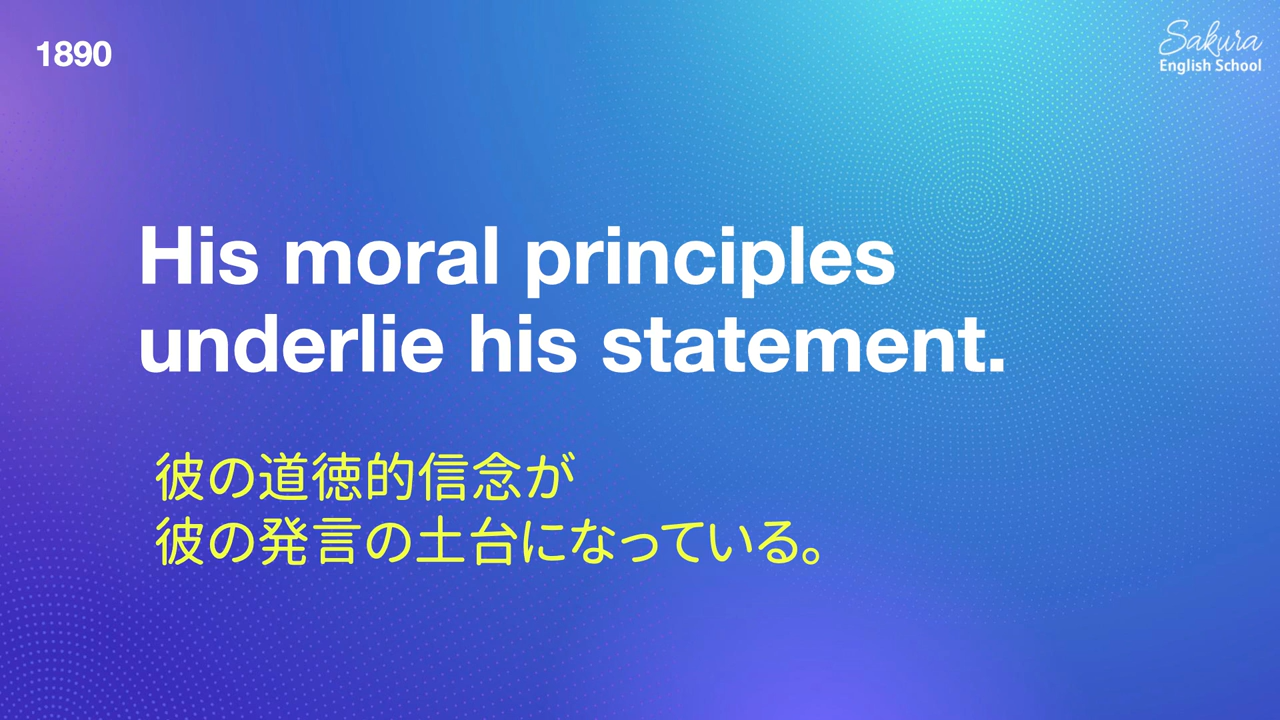 1890
Sakura
English School
His moral principles
underlie his statement.
彼の道徳的信念が
彼の発言の土台になっている。